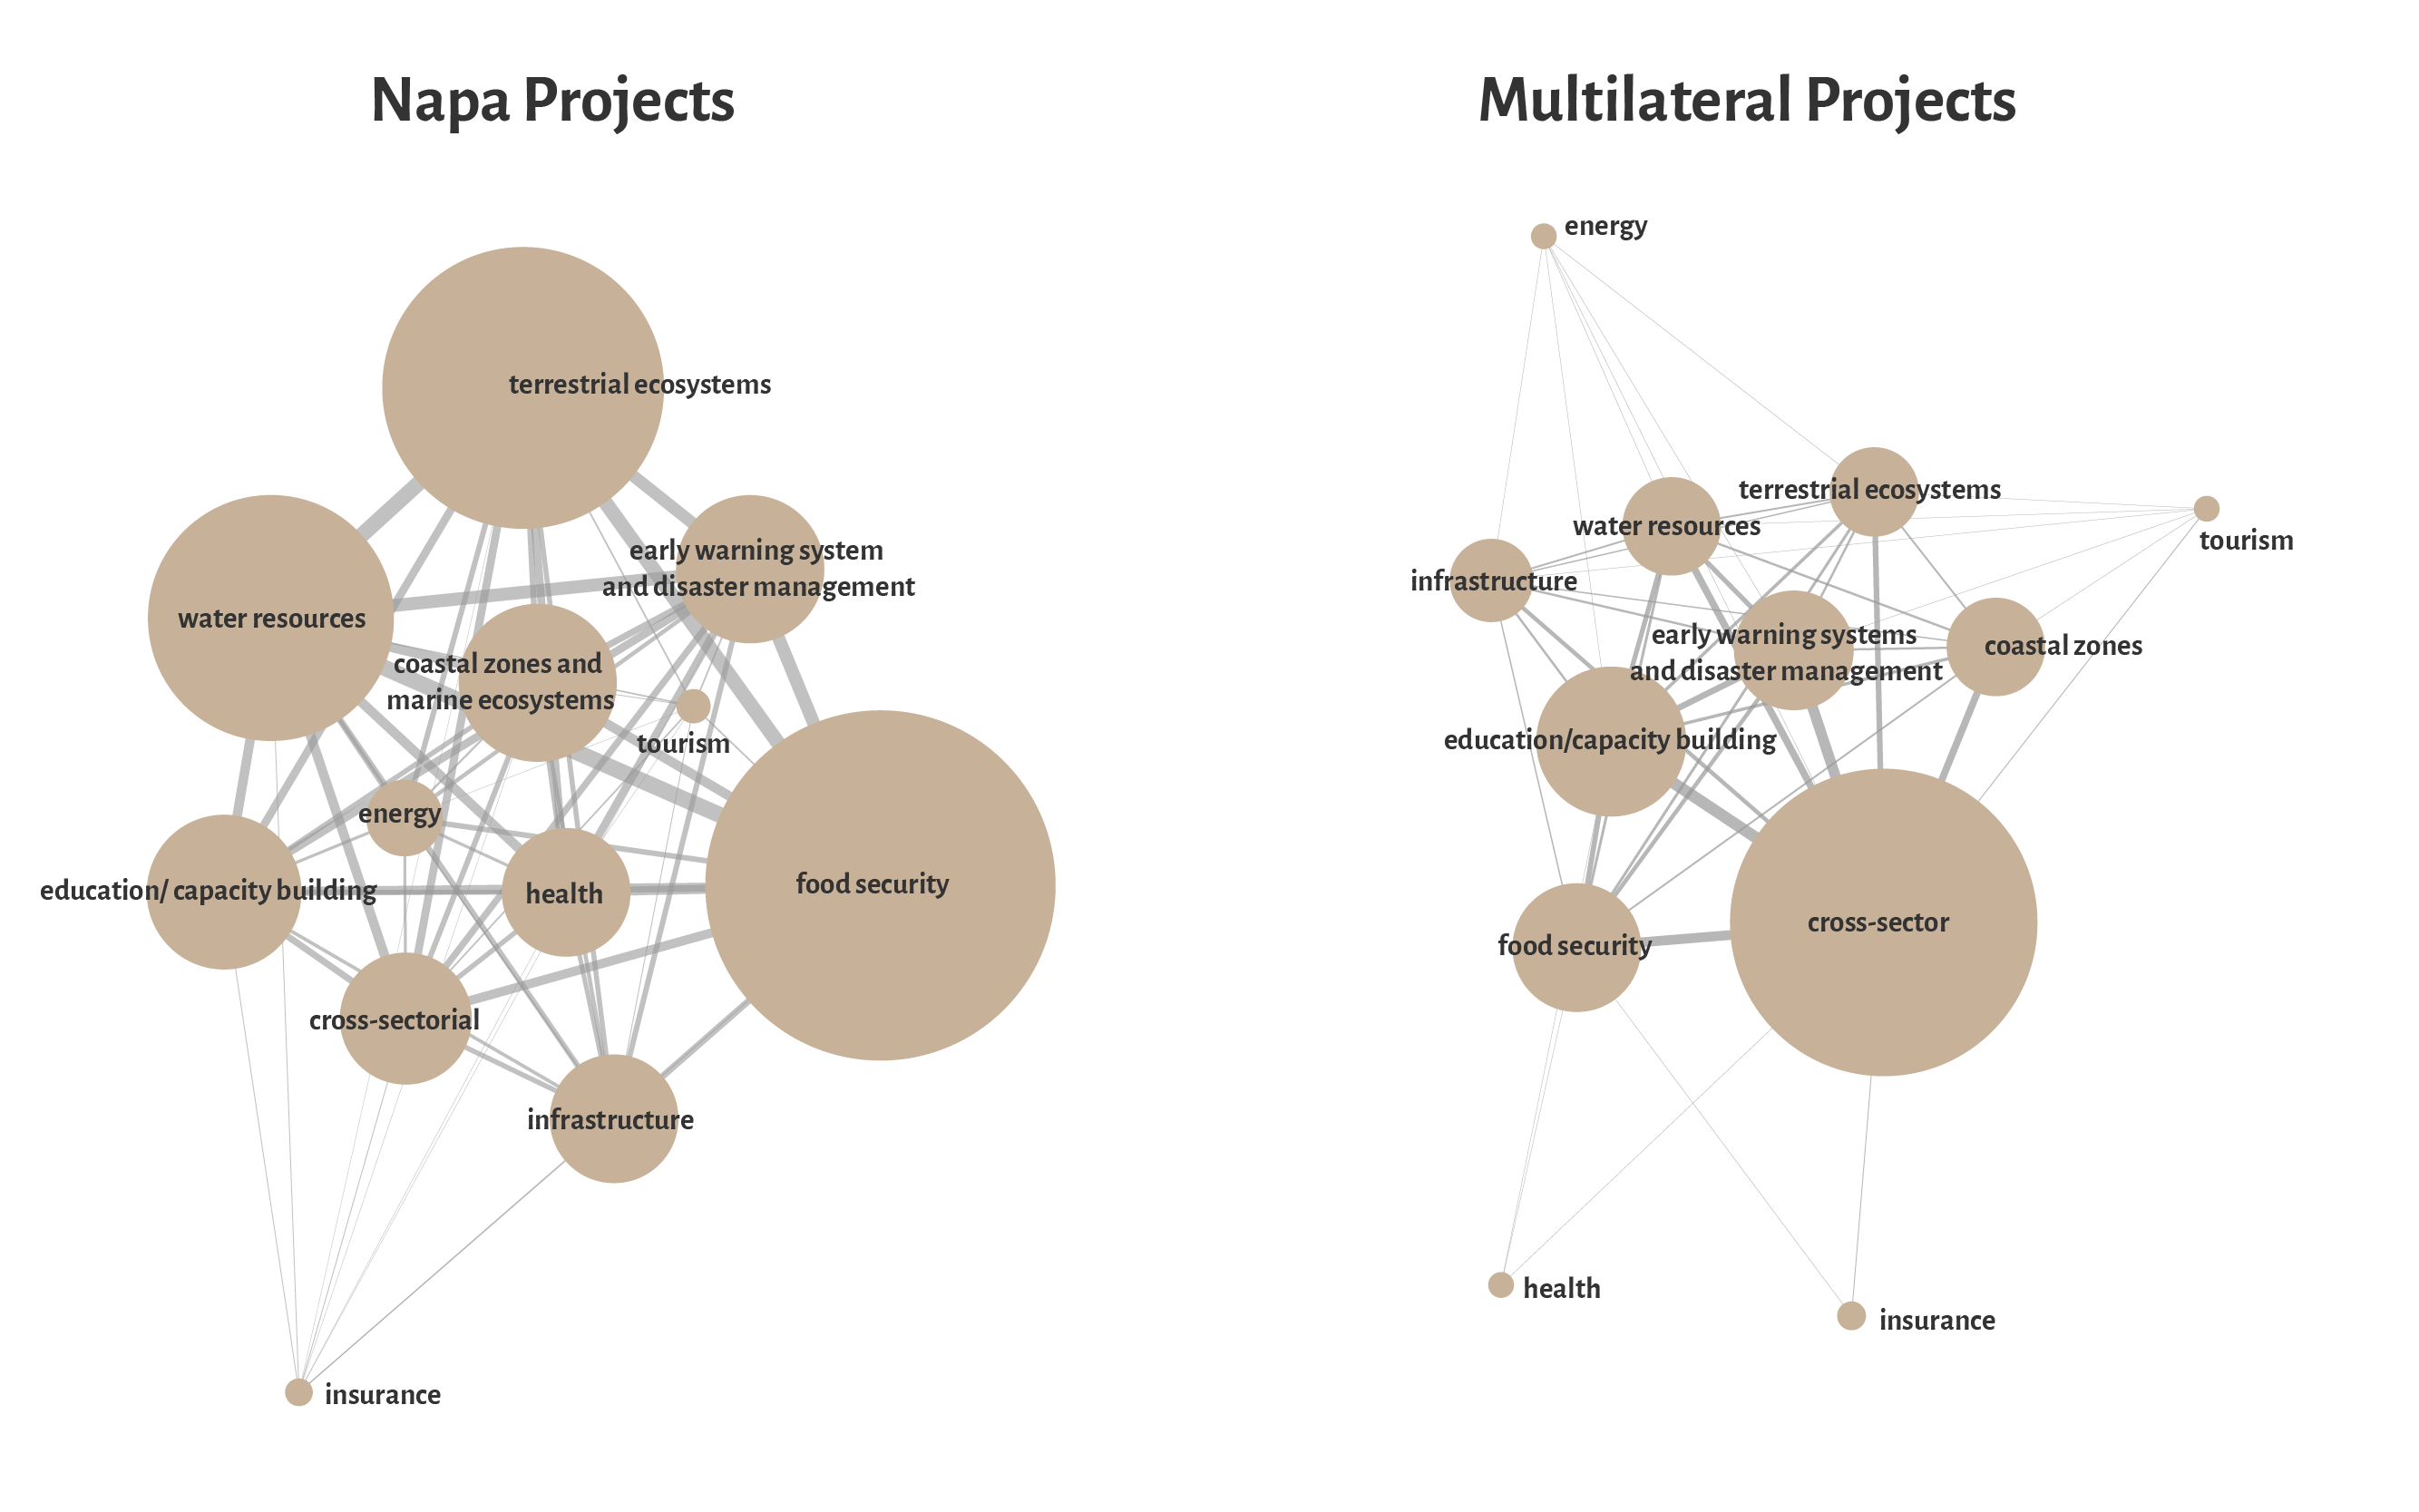 Napa Projects
terrestrial ecosystems
early warning system
and disaster management
water resources
coastal zones and
marine ecosystems
tourism
energy
education/ capacity building
health
food security
cross-sectorial
infrastructure
insurance
Multilateral Projects
energy
terrestrial ecosystems
tourism
water resources
infrastructure
early warning systems
and disaster management
coastal zones
education/capacity building
cross-sector
food security
health
insurance